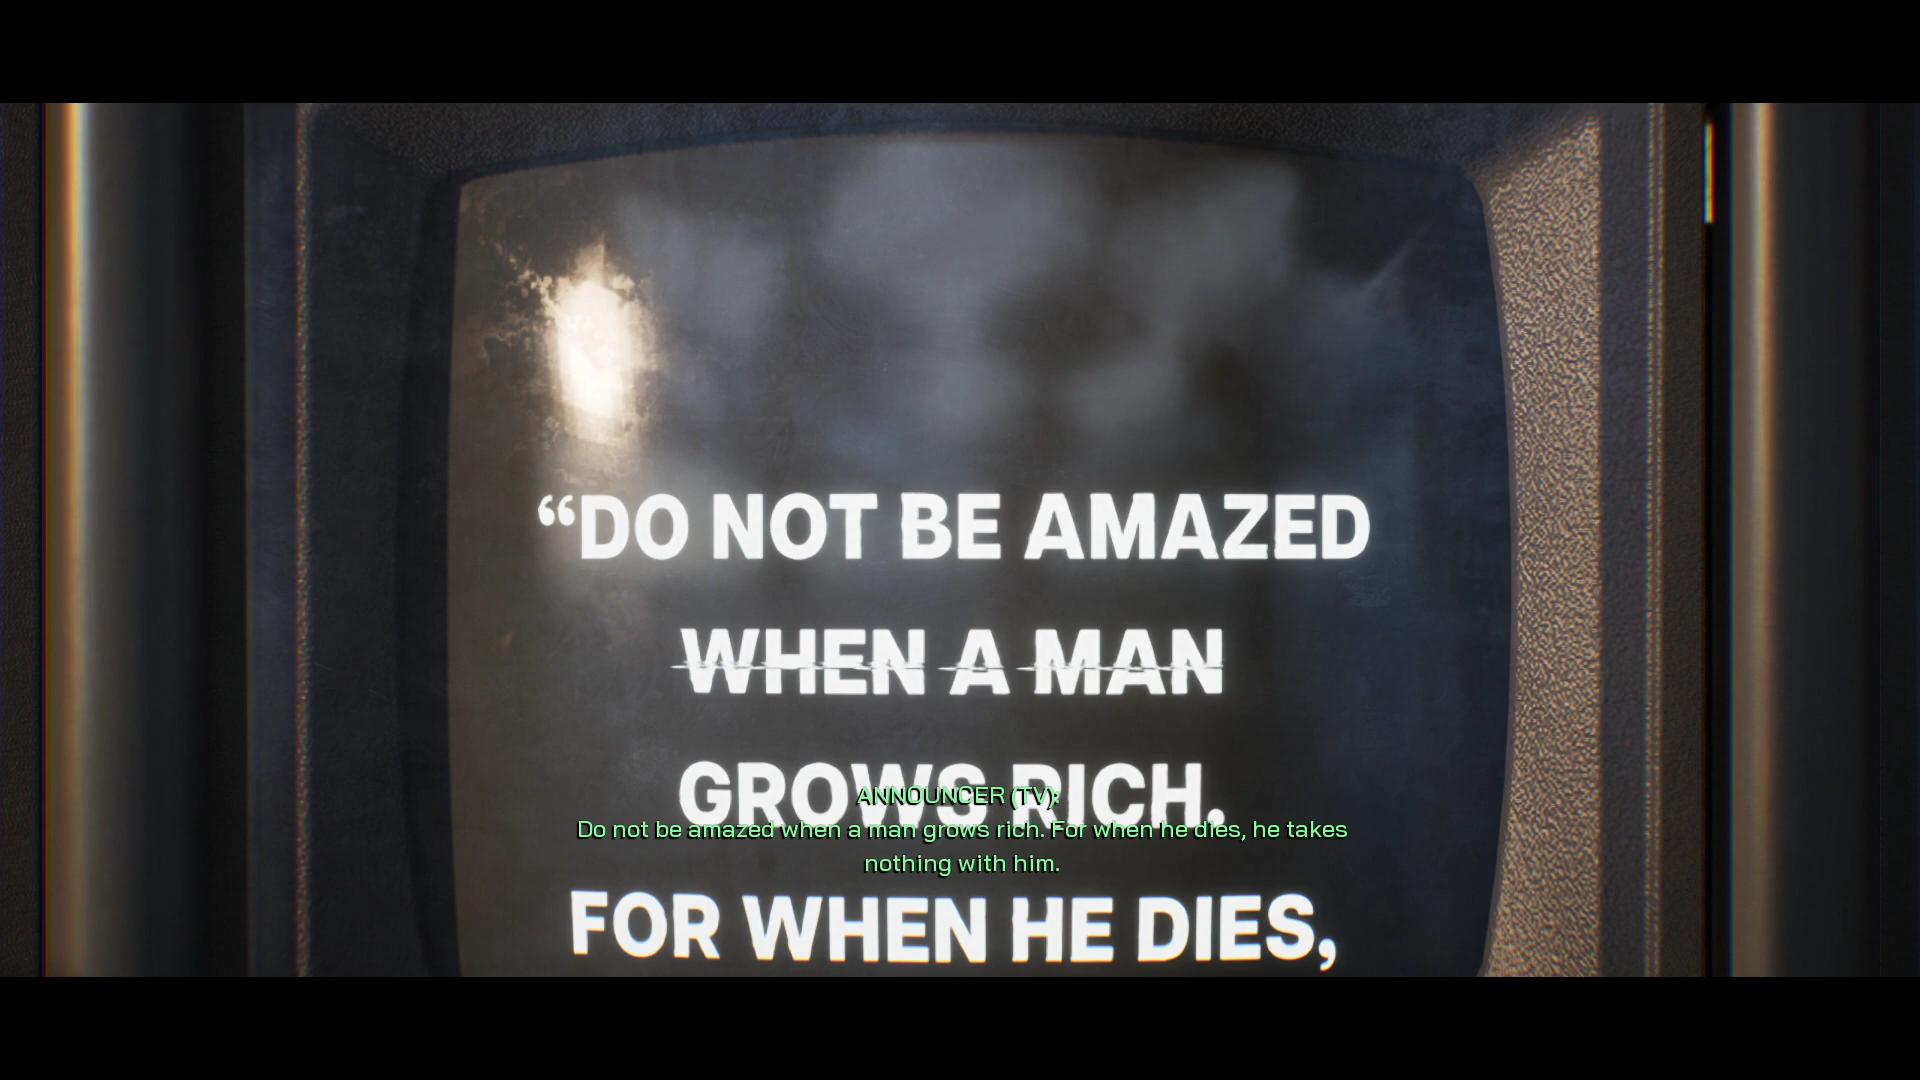 “DO NOT BE AMAZED
WHEN A MAN
GROWS RICH.
ANNOUNCER (TV):
Do not be amazed when a man grows rich. For when he dies, he takes
nothing with him.
FOR WHEN HE DIES,